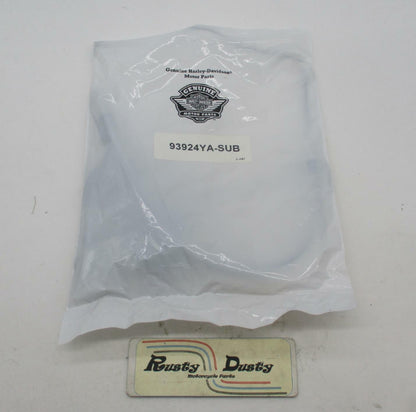 Genuine Harley-Davidson®
Motor Parts
GENUINE
MOTOR PARTS
93924YA-SUB
Rusty Dusty
Motorcycle Parts